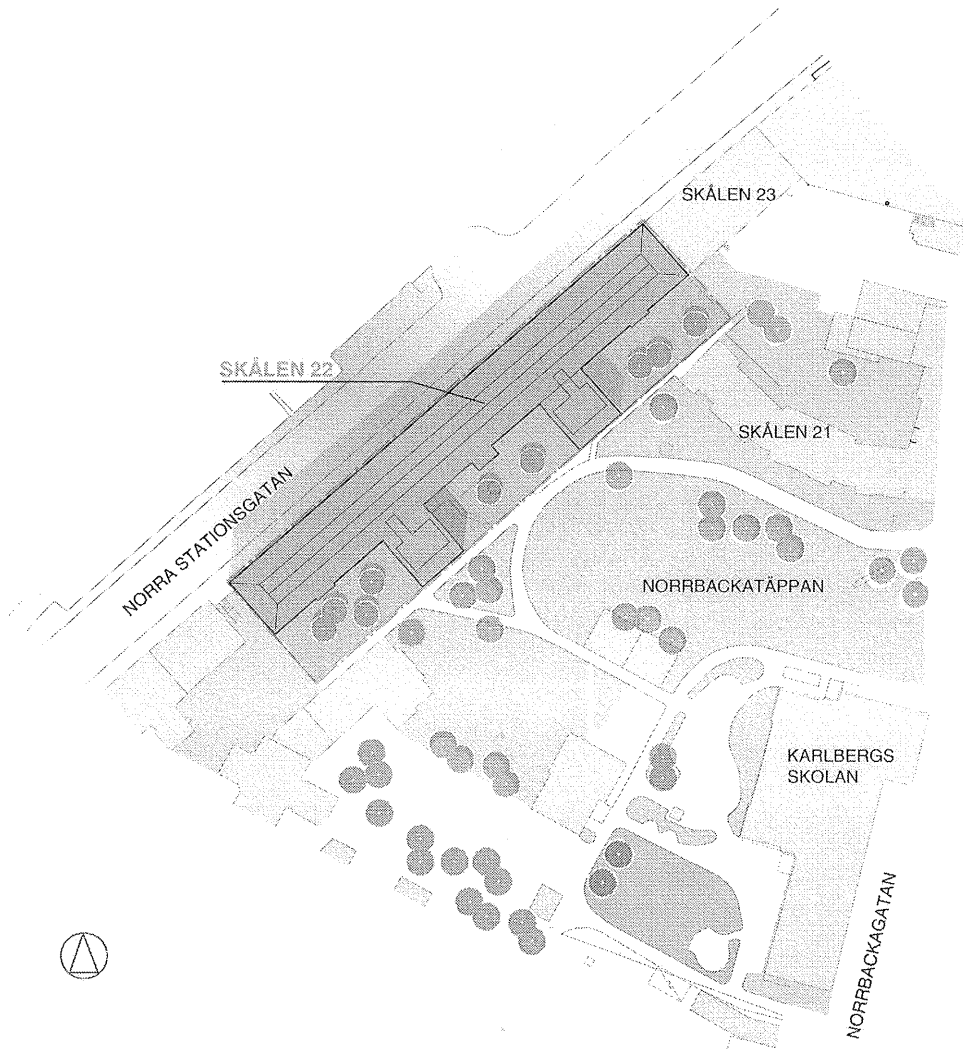 SKÅLEN 23
SKÅLEN 22
SKÅLEN 21
NORRA STATIONSGATAN
NORRBACKATÄPPAN
KARLBERGS
SKOLAN
NORRBACKAGATAN